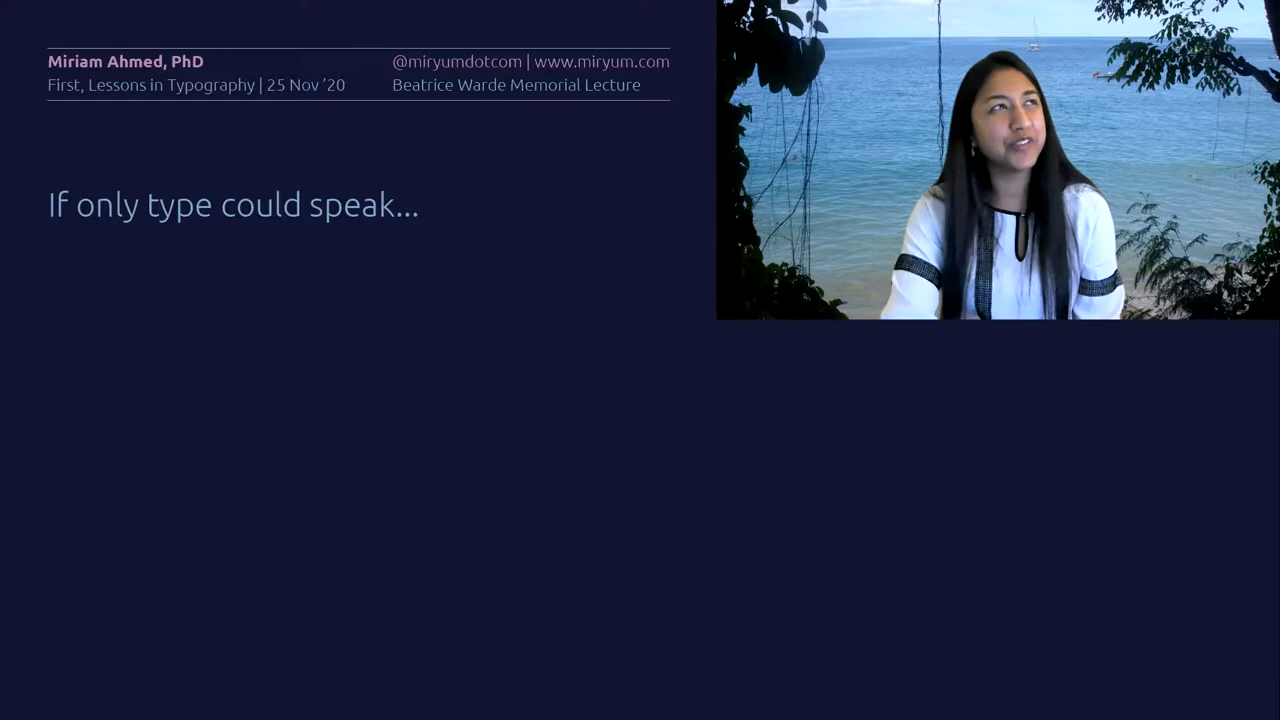 Miriam Ahmed, PhD
First, Lessons in Typography | 25 Nov ’20
@miryumdotcom | www.miryum.com
Beatrice Warde Memorial Lecture
If only type could speak...